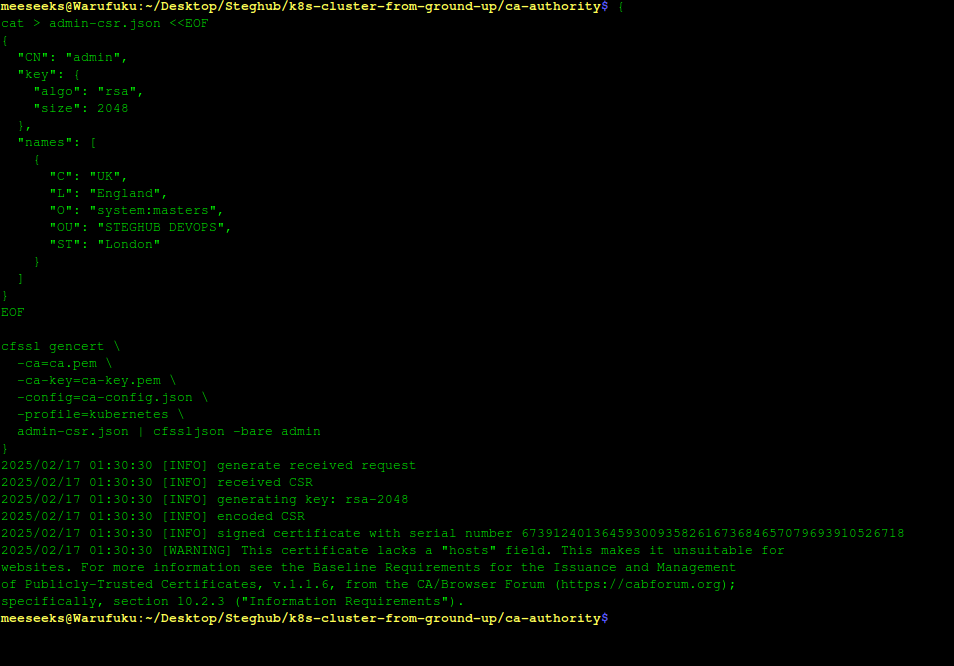 meeseeks@Warufuku:~/Desktop/Steghub/k8s-cluster-from-ground-up/ca-authority$ {
cat > admin-csr.json <<EOF
{
  "CN": "admin",
  "key": {
    "algo": "rsa",
    "size": 2048
  },
  "names": [
    {
      "C": "UK",
      "L": "England",
      "O": "system:masters",
      "OU": "STEGHUB DEVOPS",
      "ST": "London"
    }
  ]
}
EOF

cfssl gencert \
  -ca=ca.pem \
  -ca-key=ca-key.pem \
  -config=ca-config.json \
  -profile=kubernetes \
  admin-csr.json | cfssljson -bare admin
}
2025/02/17 01:30:30 [INFO] generate received request
2025/02/17 01:30:30 [INFO] received CSR
2025/02/17 01:30:30 [INFO] generating key: rsa-2048
2025/02/17 01:30:30 [INFO] encoded CSR
2025/02/17 01:30:30 [INFO] signed certificate with serial number 673912401364593009358261673684657079693910526718
2025/02/17 01:30:30 [WARNING] This certificate lacks a "hosts" field. This makes it unsuitable for
websites. For more information see the Baseline Requirements for the Issuance and Management
of Publicly-Trusted Certificates, v.1.1.6, from the CA/Browser Forum (https://cabforum.org);
specifically, section 10.2.3 ("Information Requirements").
meeseeks@Warufuku:~/Desktop/Steghub/k8s-cluster-from-ground-up/ca-authority$